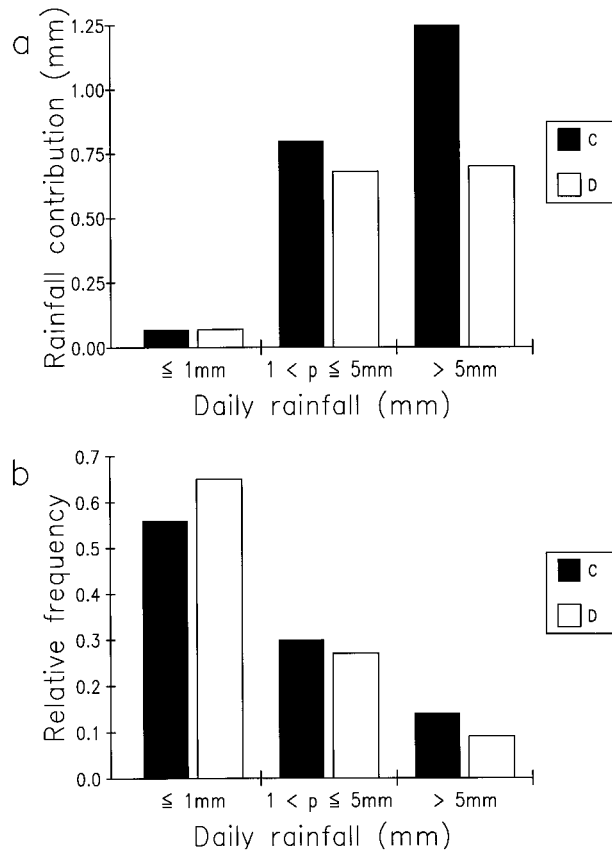 a
Rainfall contribution (mm)
1.25
1.00
0.75
0.50
0.25
0.00
≦ 1mm 1 < p ≦ 5mm > 5mm
Daily rainfall (mm)
C
D
b
Relative frequency
0.7
0.6
0.5
0.4
0.3
0.2
0.1
0.0
≦ 1mm 1 < p ≦ 5mm > 5mm
Daily rainfall (mm)
C
D